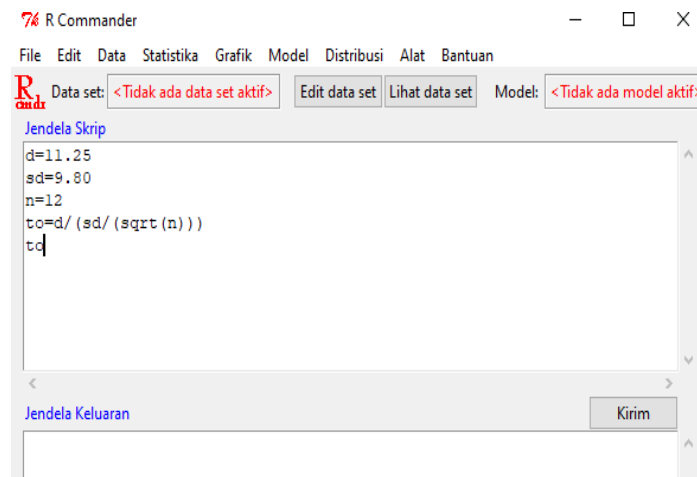 R Commander
File Edit Data Statistika Grafik Model Distribusi Alat Bantuan
R cmdr Data set: <Tidak ada data set aktif> Edit data set Lihat data set Model: <Tidak ada model aktif>
Jendela Skrip
d=11.25
sd=9.80
n=12
to=d/(sd/(sqrt(n)))
to
Jendela Keluaran Kirim